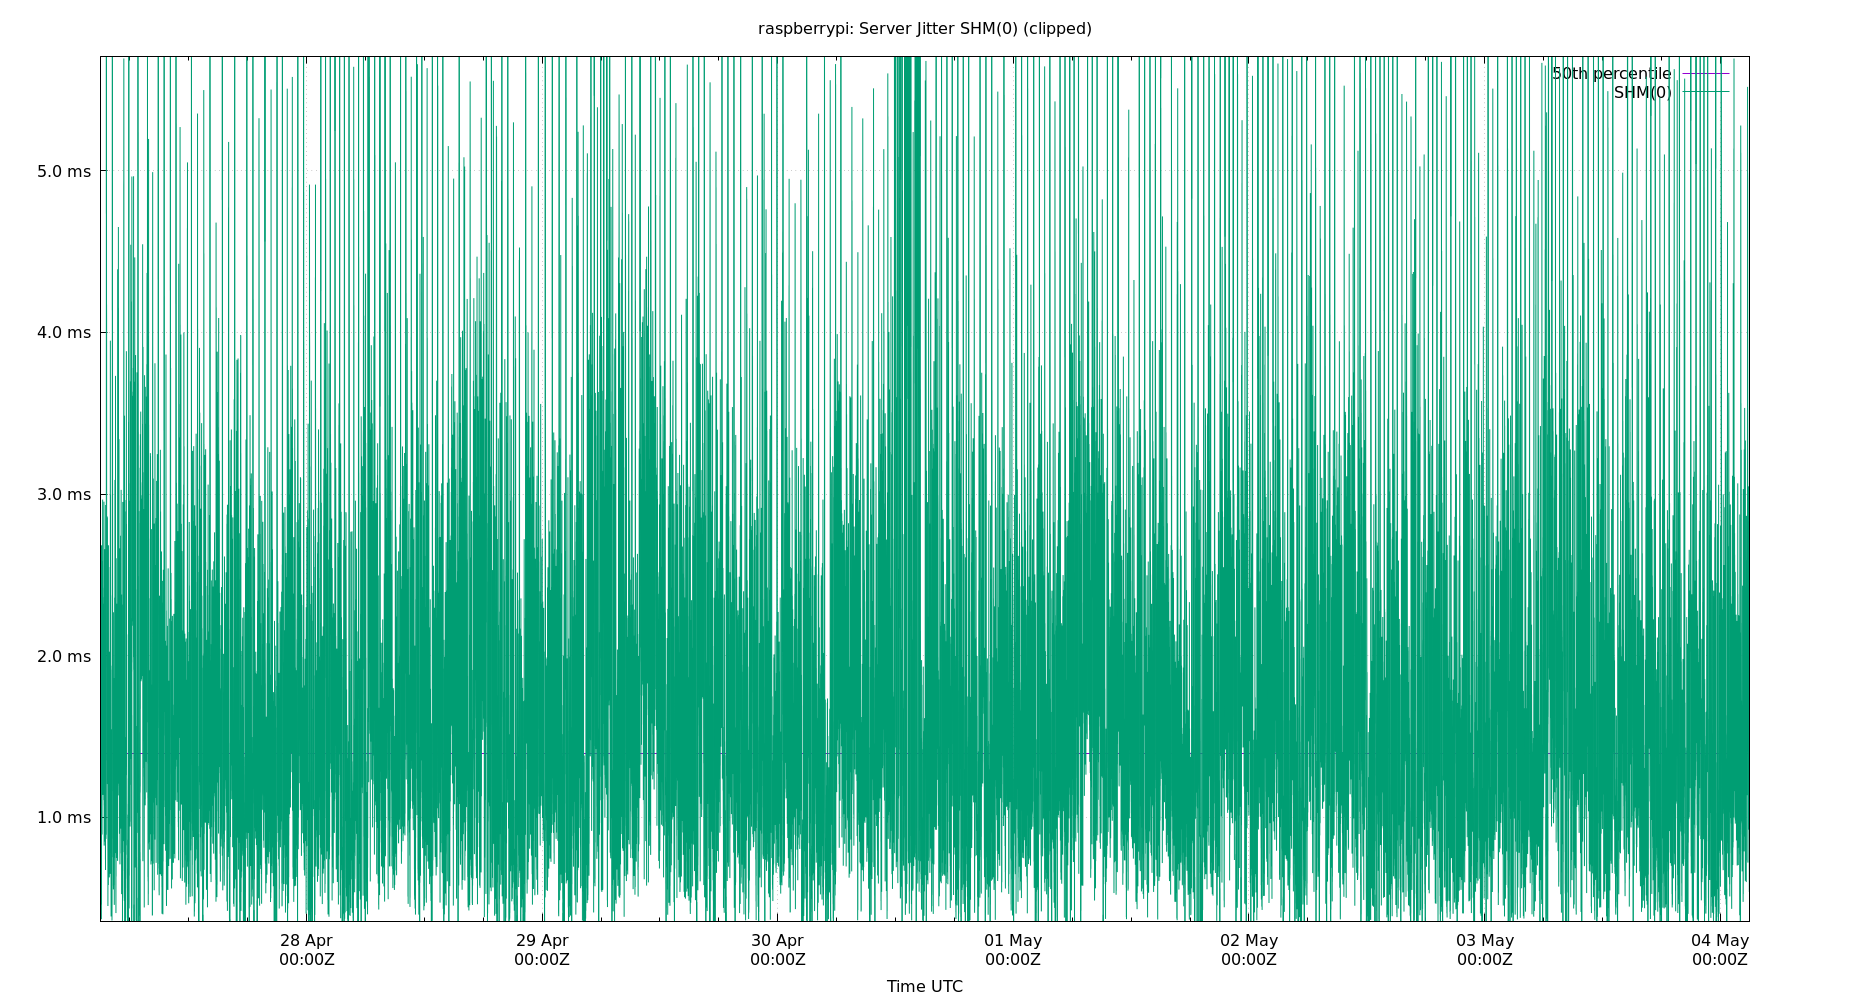 raspberrypi: Server Jitter SHM(0) (clipped)
50th percentile
SHM(0)
5.0 ms
4.0 ms
3.0 ms
2.0 ms
1.0 ms
28 Apr 29 Apr 30 Apr 01 May 02 May 03 May 04 May
00:00Z 00:00Z 00:00Z 00:00Z 00:00Z 00:00Z 00:00Z
Time UTC